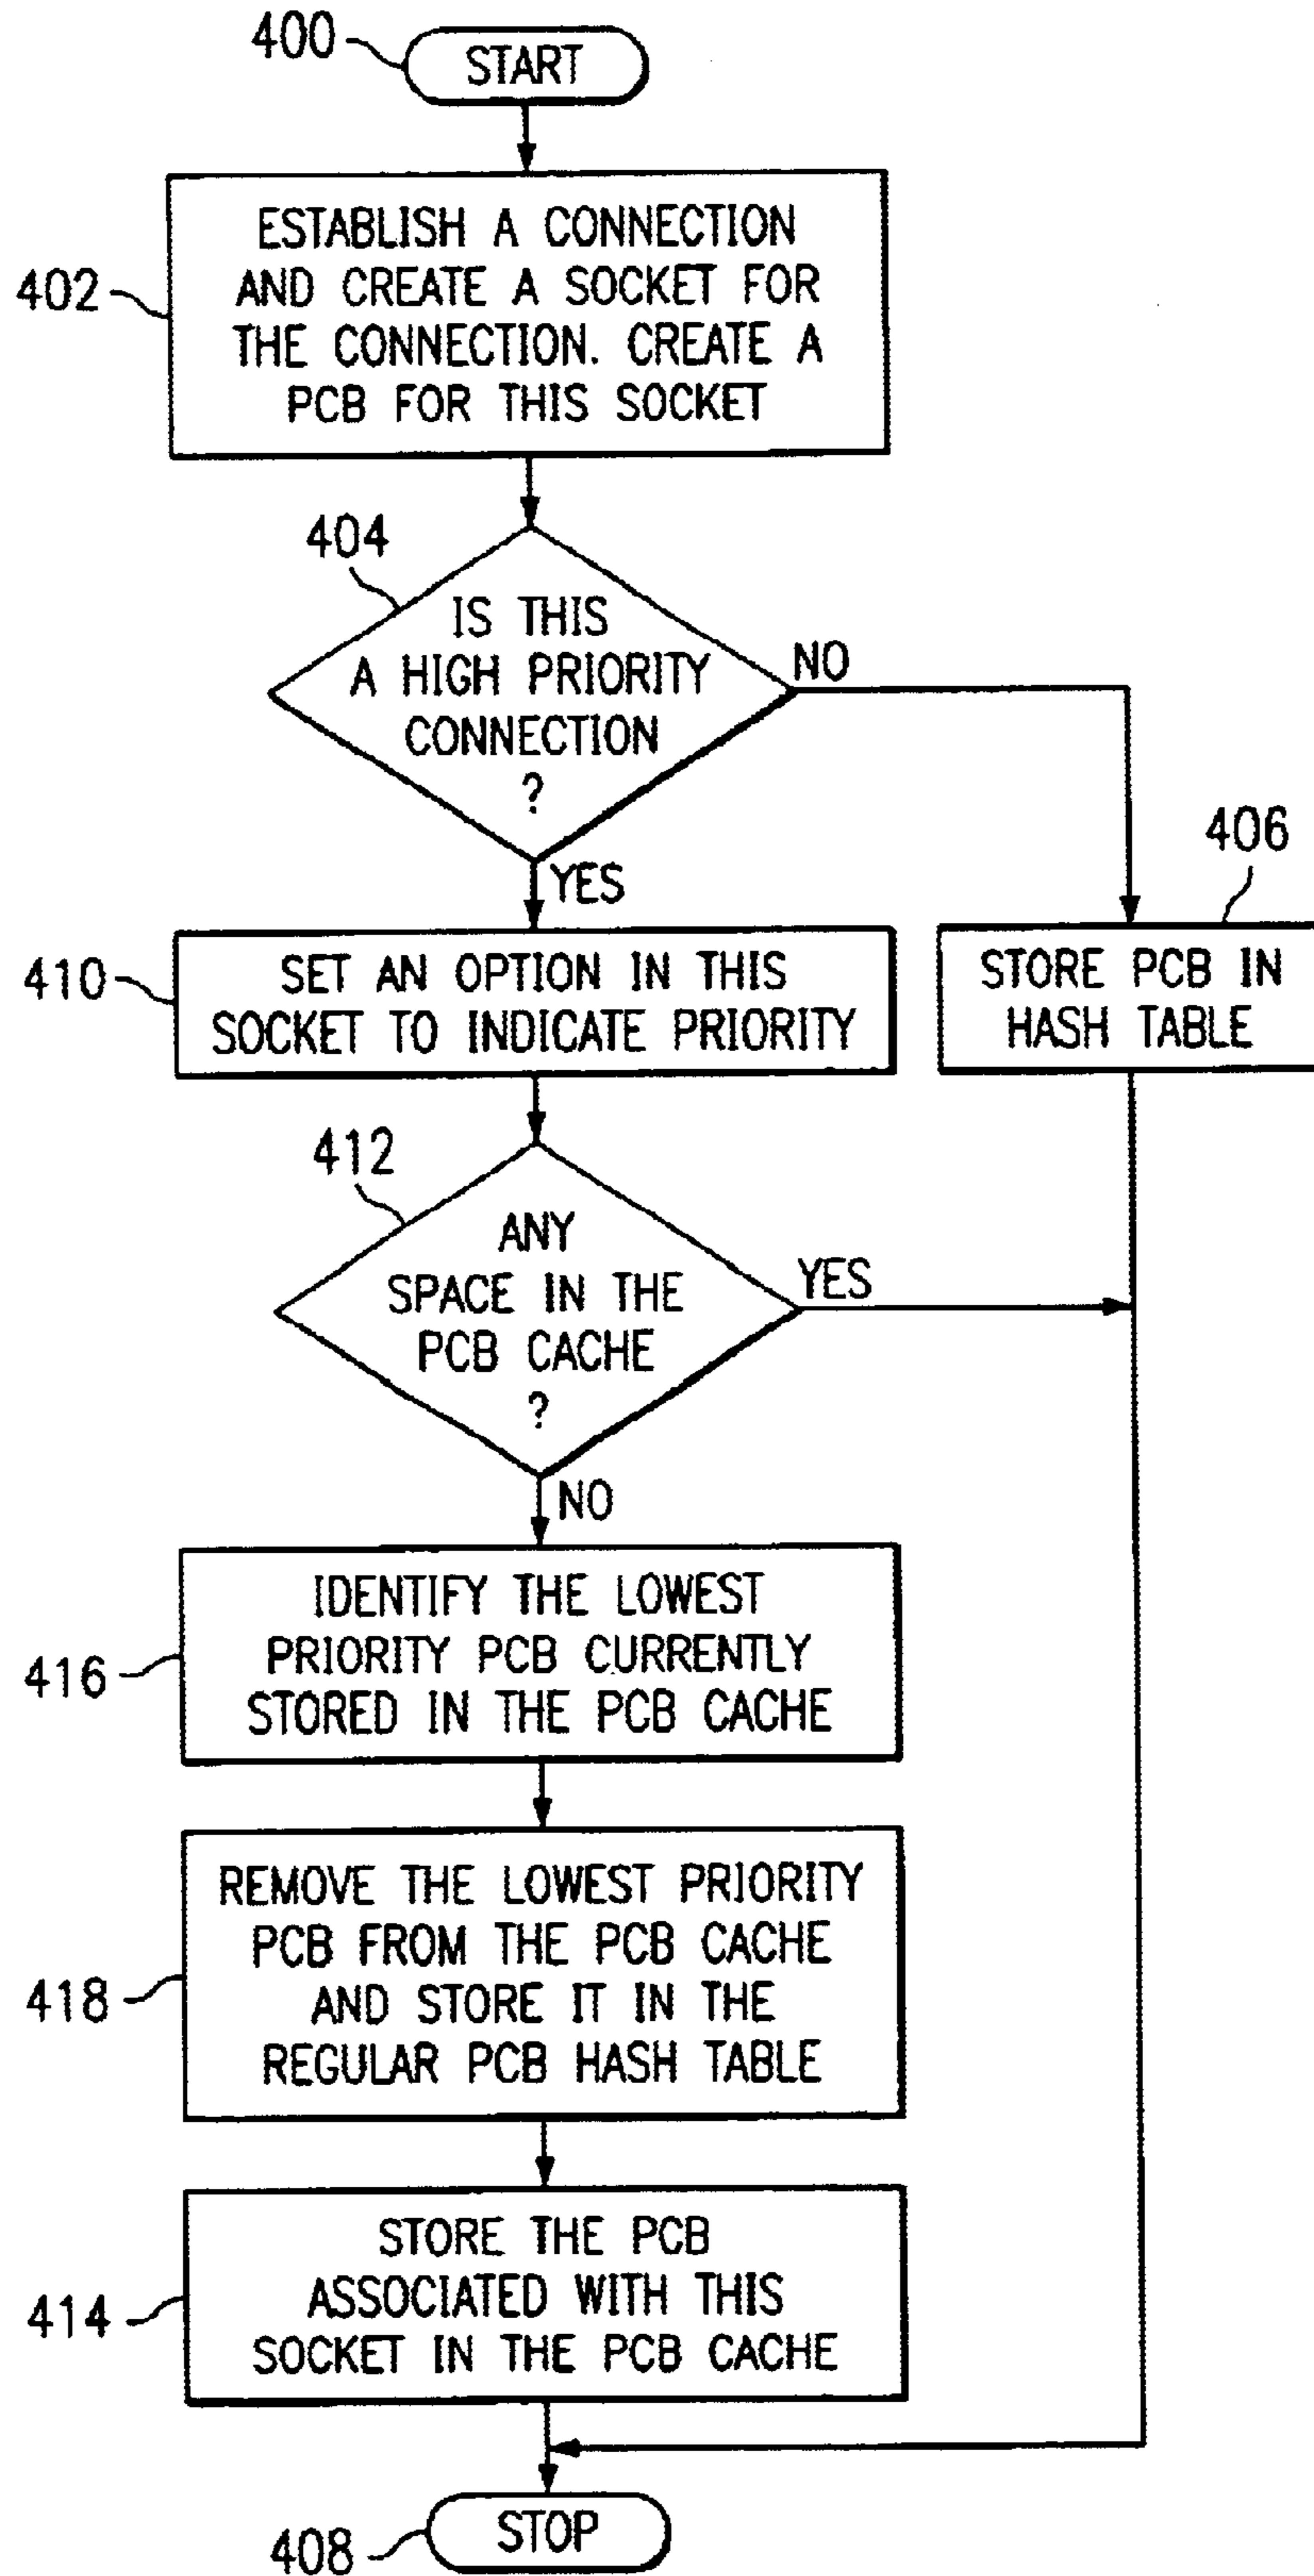 400
START
402
ESTABLISH A CONNECTION
AND CREATE A SOCKET FOR
THE CONNECTION. CREATE A
PCB FOR THIS SOCKET
404
IS THIS
A HIGH PRIORITY
CONNECTION
?
NO
YES
406
STORE PCB IN
HASH TABLE
410
SET AN OPTION IN THIS
SOCKET TO INDICATE PRIORITY
412
ANY
SPACE IN THE
PCB CACHE
?
YES
NO
416
IDENTIFY THE LOWEST
PRIORITY PCB CURRENTLY
STORED IN THE PCB CACHE
418
REMOVE THE LOWEST PRIORITY
PCB FROM THE PCB CACHE
AND STORE IT IN THE
REGULAR PCB HASH TABLE
414
STORE THE PCB
ASSOCIATED WITH THIS
SOCKET IN THE PCB CACHE
408
STOP